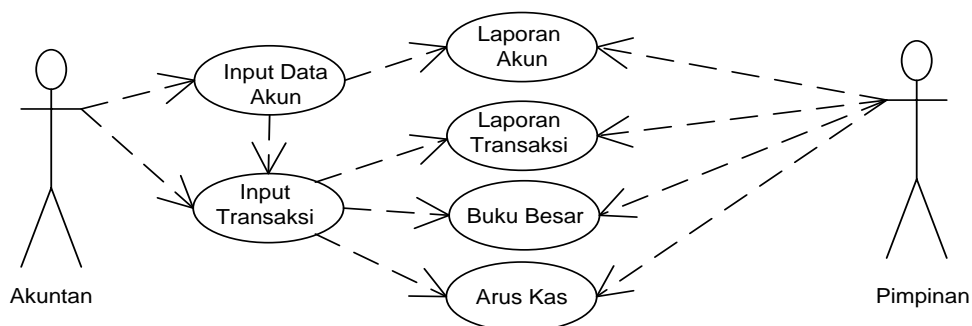 Laporan
Akun
Input Data
Akun
Laporan
Transaksi
Input
Transaksi
Buku Besar
Arus Kas
Akuntan
Pimpinan